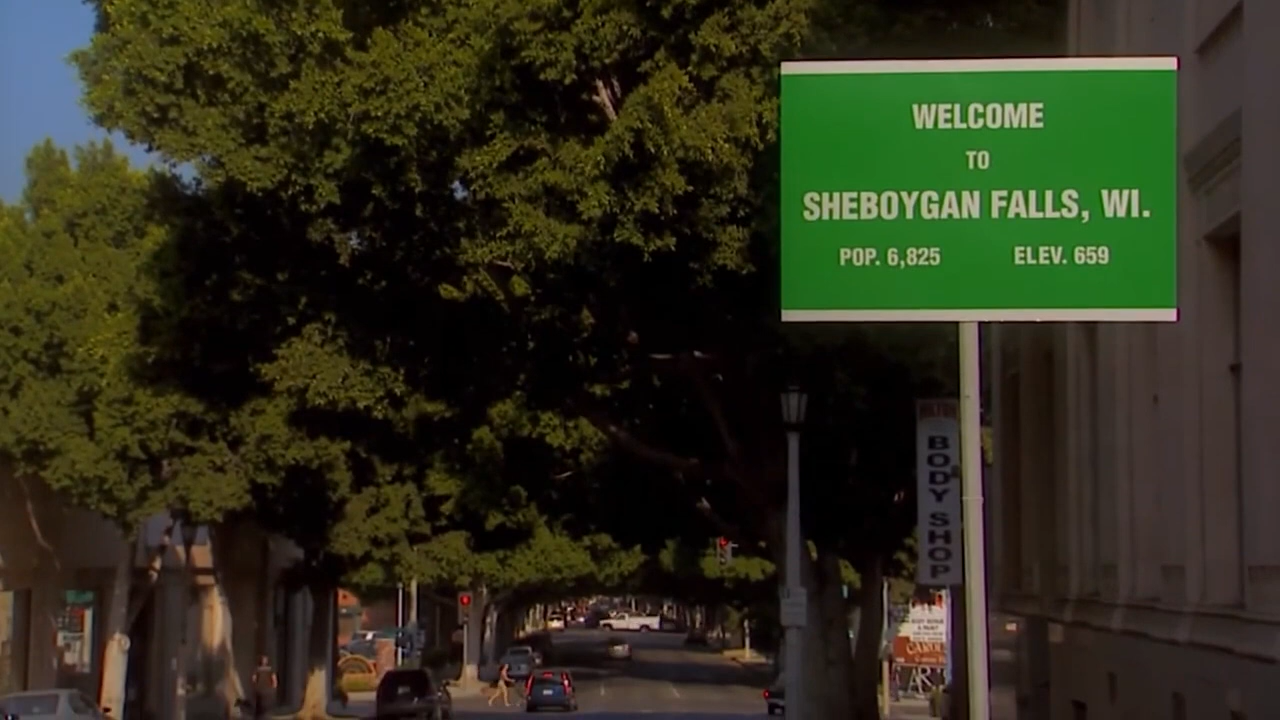 WELCOME
TO
SHEBOYGAN FALLS, WI.
POP. 6,825 ELEV. 659
BODY SHOP